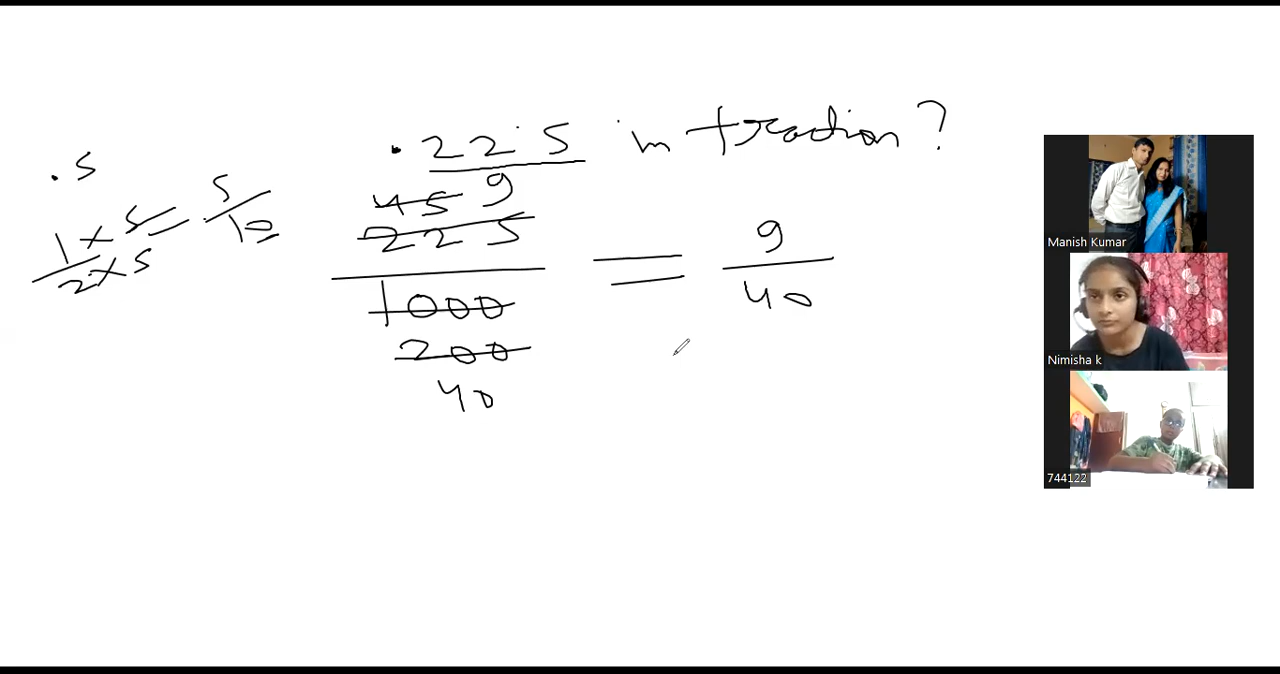 .225 in fraction?
.5
1×5/2×5 = 5/10
45 9
225
1000
200
40
= 9/40
Manish Kumar
Nimisha k
744122